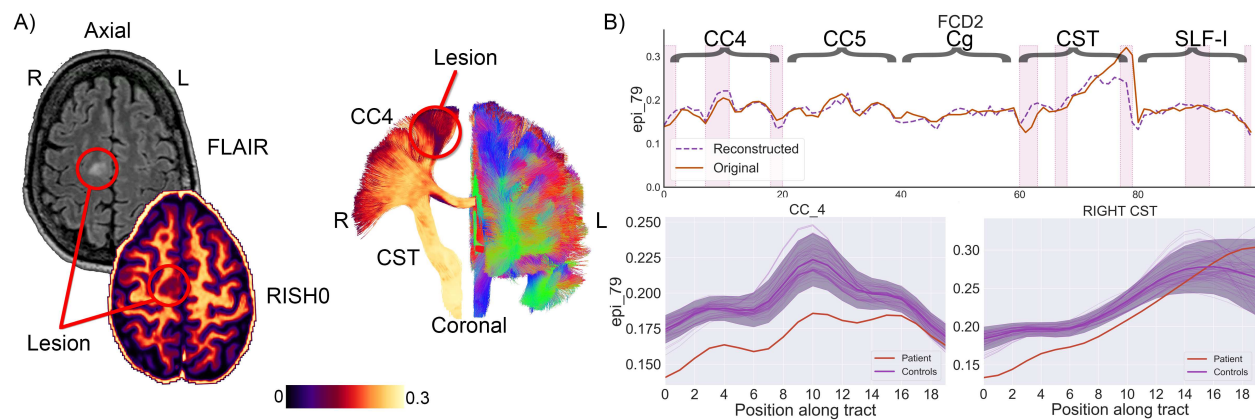 A)
Axial
R
L
FLAIR
Lesion
RISH0
Lesion
CC4
R
L
CST
Coronal
0
0.3
B)
FCD2
CC4
CC5
Cg
CST
SLF-I
epi_79
0.3
0.2
0.1
0.0
Reconstructed
Original
0
20
40
60
80
CC_4
epi_79
0.250
0.225
0.200
0.175
0.150
Patient
Controls
0 2 4 6 8 10 12 14 16 18
Position along tract
RIGHT CST
0.30
0.25
0.20
0.15
Patient
Controls
0 2 4 6 8 10 12 14 16 18
Position along tract